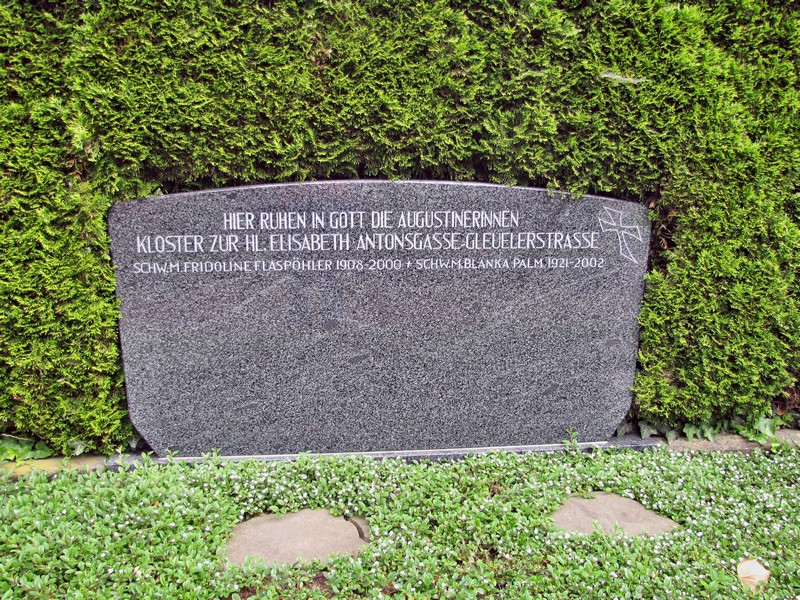 HIER RUHEN IN GOTT DIE AUGUSTINERINNEN
KLOSTER ZUR HL. ELISABETH ANTONSGASSE-GLEUELERSTRASSE
SCHW.M.FRIDOLINE FLASPÖHLER 1908-2000 + SCHW.M.BLANKA PALM 1921-2002